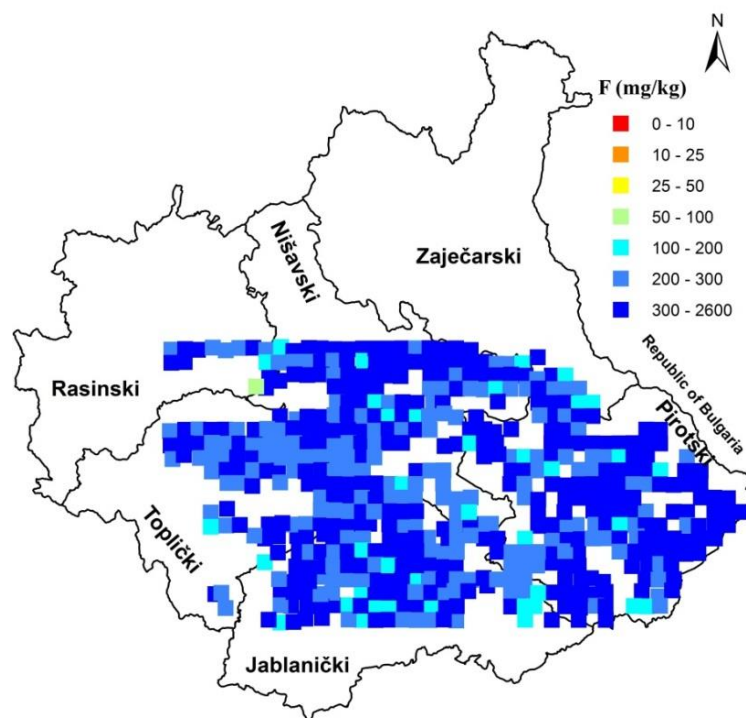 N
F (mg/kg)
0 - 10
10 - 25
25 - 50
50 - 100
100 - 200
200 - 300
300 - 2600
Nišavski
Zaječarski
Republic of Bulgaria
Rasinski
Pirotski
Toplički
Jablanički